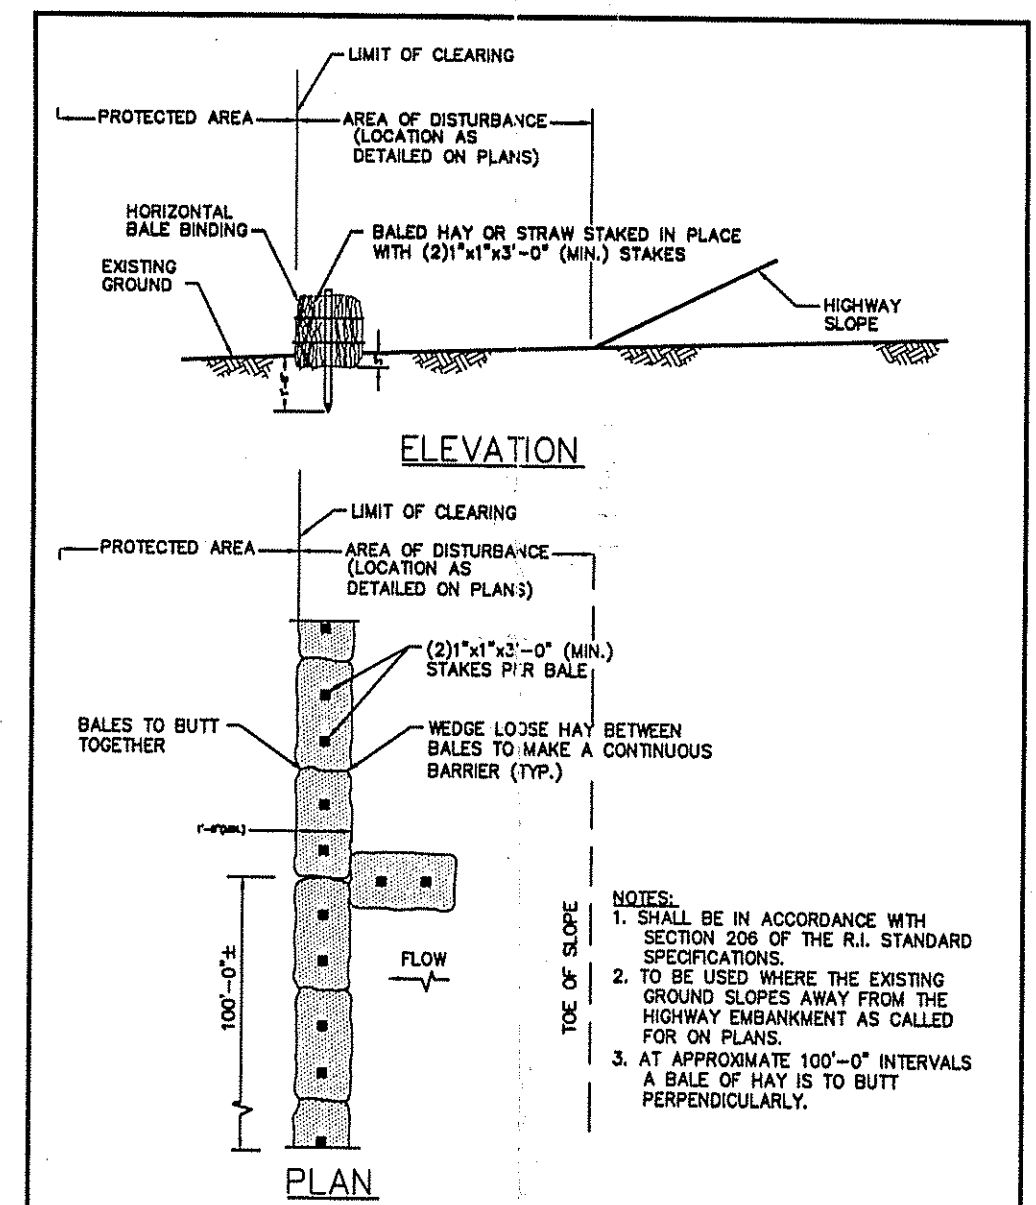 LIMIT OF CLEARING
PROTECTED AREA
AREA OF DISTURBANCE
(LOCATION AS
DETAILED ON PLANS)
HORIZONTAL
BALE BINDING
BALED HAY OR STRAW STAKED IN PLACE
WITH (2)1"x1"x3'-0" (MIN.) STAKES
EXISTING
GROUND
HIGHWAY
SLOPE
ELEVATION
LIMIT OF CLEARING
PROTECTED AREA
AREA OF DISTURBANCE
(LOCATION AS
DETAILED ON PLANS)
(2)1"x1"x3'-0" (MIN.)
STAKES PER BALE
BALES TO BUTT
TOGETHER
WEDGE LOOSE HAY BETWEEN
BALES TO MAKE A CONTINUOUS
BARRIER (TYP.)
100'-0"±
FLOW
TOE OF SLOPE
NOTES:
1. SHALL BE IN ACCORDANCE WITH
SECTION 206 OF THE R.I. STANDARD
SPECIFICATIONS.
2. TO BE USED WHERE THE EXISTING
GROUND SLOPES AWAY FROM THE
HIGHWAY EMBANKMENT AS CALLED
FOR ON PLANS.
3. AT APPROXIMATE 100'-0" INTERVALS
A BALE OF HAY IS TO BUTT
PERPENDICULARLY.
PLAN